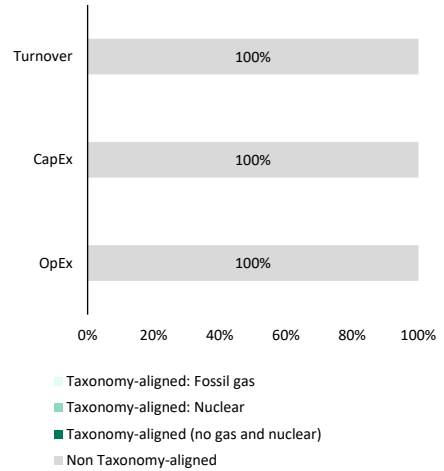 Turnover 100%
CapEx 100%
OpEx 100%
0% 20% 40% 60% 80% 100%
Taxonomy-aligned: Fossil gas
Taxonomy-aligned: Nuclear
Taxonomy-aligned (no gas and nuclear)
Non Taxonomy-aligned